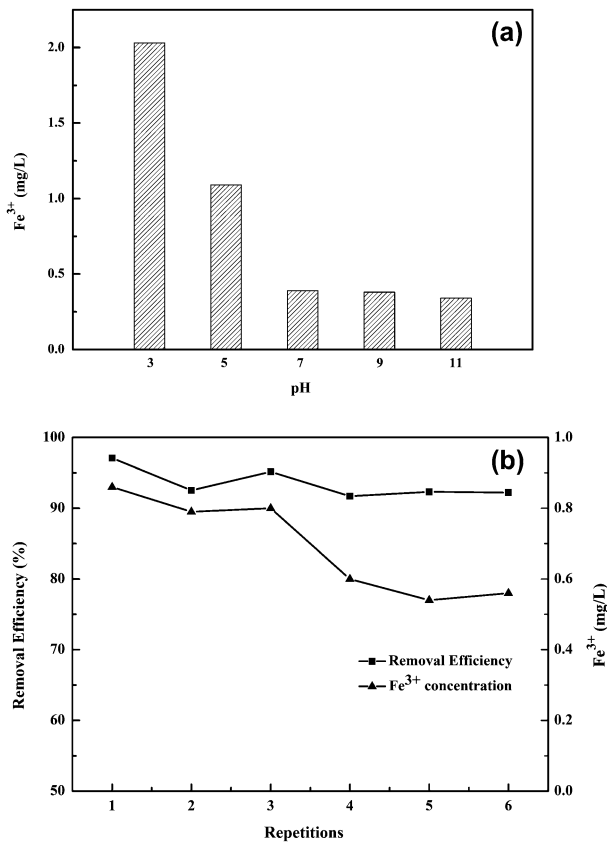 (a)
2.0
1.5
1.0
0.5
0.0
Fe3+ (mg/L)
3 5 7 9 11
pH
(b)
100
90
80
70
60
50
Removal Efficiency (%)
1.0
0.8
0.6
0.4
0.2
0.0
Fe3+ (mg/L)
Removal Efficiency
Fe3+ concentration
1 2 3 4 5 6
Repetitions